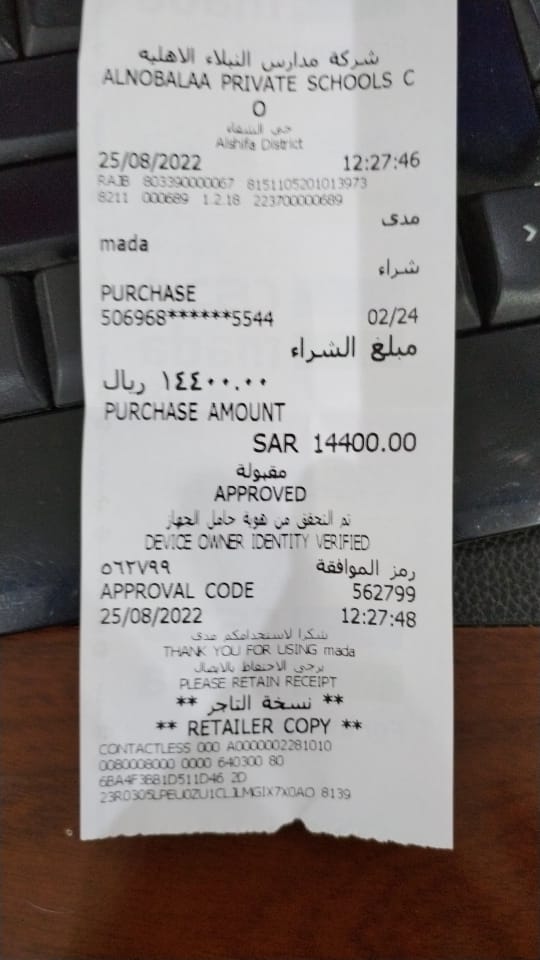 شركة مدارس النبلاء الاهليه
ALNOBALAA PRIVATE SCHOOLS C
O
حى الشفاء
Alshifa District
25/08/2022 12:27:46
RAJB 803390000067 8151105201013973
8211 000689 1.2.18 223700000689
مدى
mada
شراء
PURCHASE
506968******5544 02/24
مبلغ الشراء
١٤٤٠٠.٠٠ ريال
PURCHASE AMOUNT
SAR 14400.00
مقبولة
APPROVED
تم التحقق من هوية حامل الجهاز
DEVICE OWNER IDENTITY VERIFIED
رمز الموافقة ٥٦٢٧٩٩
APPROVAL CODE 562799
25/08/2022 12:27:48
شكرا لاستخدامكم مدى
THANK YOU FOR USING mada
يرجى الاحتفاظ بالايصال
PLEASE RETAIN RECEIPT
** نسخة التاجر **
** RETAILER COPY **
CONTACTLESS 000 A0000002281010
0080008000 0000 640300 80
6BA4F3BB1D511D46 2D
8139